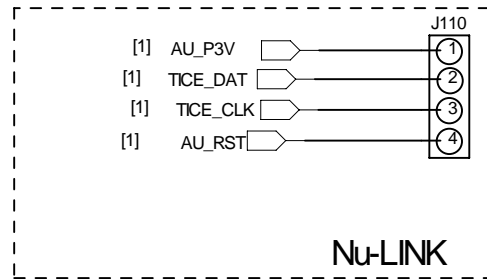 J110
[1] AU_P3V 1
[1] TICE_DAT 2
[1] TICE_CLK 3
[1] AU_RST 4
Nu-LINK